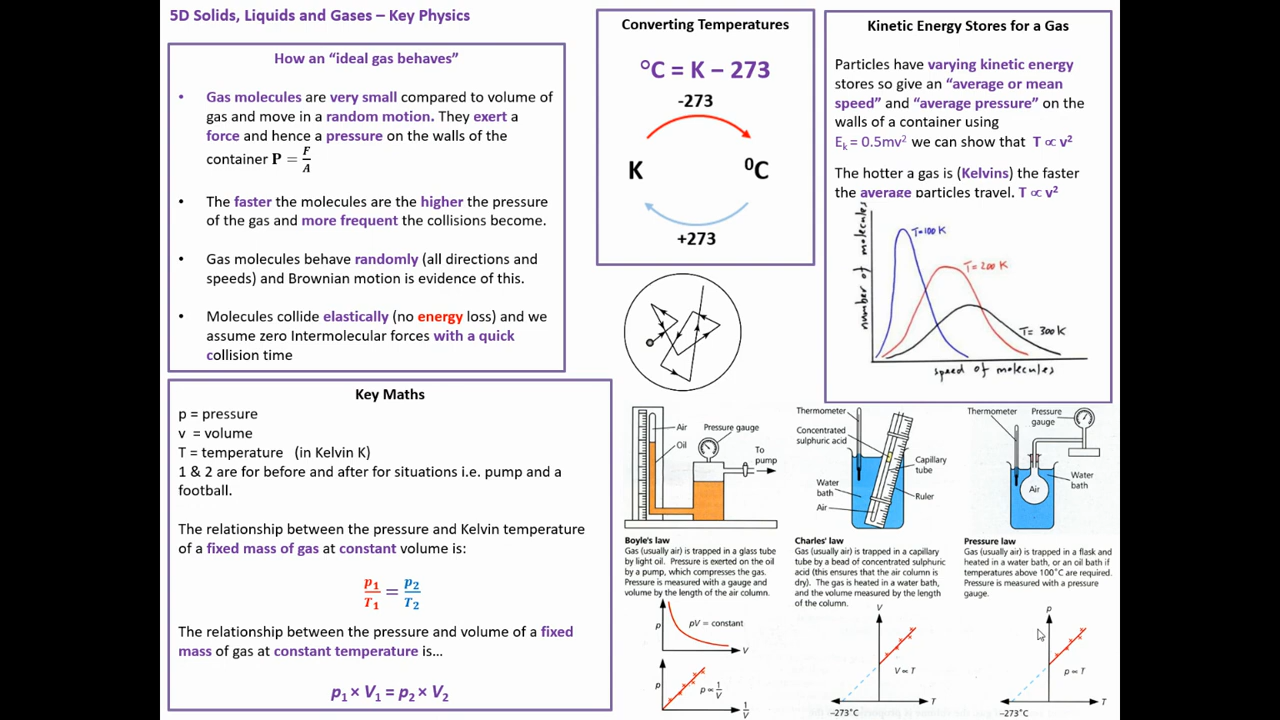 5D Solids, Liquids and Gases – Key Physics
How an “ideal gas behaves”
• Gas molecules are very small compared to volume of
gas and move in a random motion. They exert a
force and hence a pressure on the walls of the
container P = F/A
• The faster the molecules are the higher the pressure
of the gas and more frequent the collisions become.
• Gas molecules behave randomly (all directions and
speeds) and Brownian motion is evidence of this.
• Molecules collide elastically (no energy loss) and we
assume zero Intermolecular forces with a quick
collision time
Key Maths
p = pressure
v = volume
T = temperature (in Kelvin K)
1 & 2 are for before and after for situations i.e. pump and a
football.
The relationship between the pressure and Kelvin temperature
of a fixed mass of gas at constant volume is:
p₁/T₁ = p₂/T₂
The relationship between the pressure and volume of a fixed
mass of gas at constant temperature is...
p₁ × V₁ = p₂ × V₂
Converting Temperatures
°C = K – 273
-273
K
⁰C
+273
Kinetic Energy Stores for a Gas
Particles have varying kinetic energy
stores so give an “average or mean
speed” and “average pressure” on the
walls of a container using
Eₖ = 0.5mv² we can show that T ∝ v²
The hotter a gas is (Kelvins) the faster
the average particles travel. T ∝ v²
number of molecules
T=100K
T=200K
T=300K
speed of molecules
Air
Oil
Pressure gauge
To
pump
Boyle's law
Gas (usually air) is trapped in a glass tube
by light oil. Pressure is exerted on the oil
by a pump, which compresses the gas.
Pressure is measured with a gauge and
volume by the length of the air column.
p
pV = constant
V
p
p ∝ 1/V
1/V
Thermometer
Concentrated
sulphuric acid
Capillary
tube
Water
bath
Ruler
Air
Charles' law
Gas (usually air) is trapped in a capillary
tube by a bead of concentrated sulphuric
acid (this ensures that the air column is
dry). The gas is heated in a water bath,
and the volume measured by the length
of the column.
V
V ∝ T
-273°C
T
Thermometer
Pressure
gauge
Air
Water
bath
Pressure law
Gas (usually air) is trapped in a flask and
heated in a water bath, or an oil bath if
temperatures above 100°C are required.
Pressure is measured with a pressure
gauge.
p
p ∝ T
-273°C
T